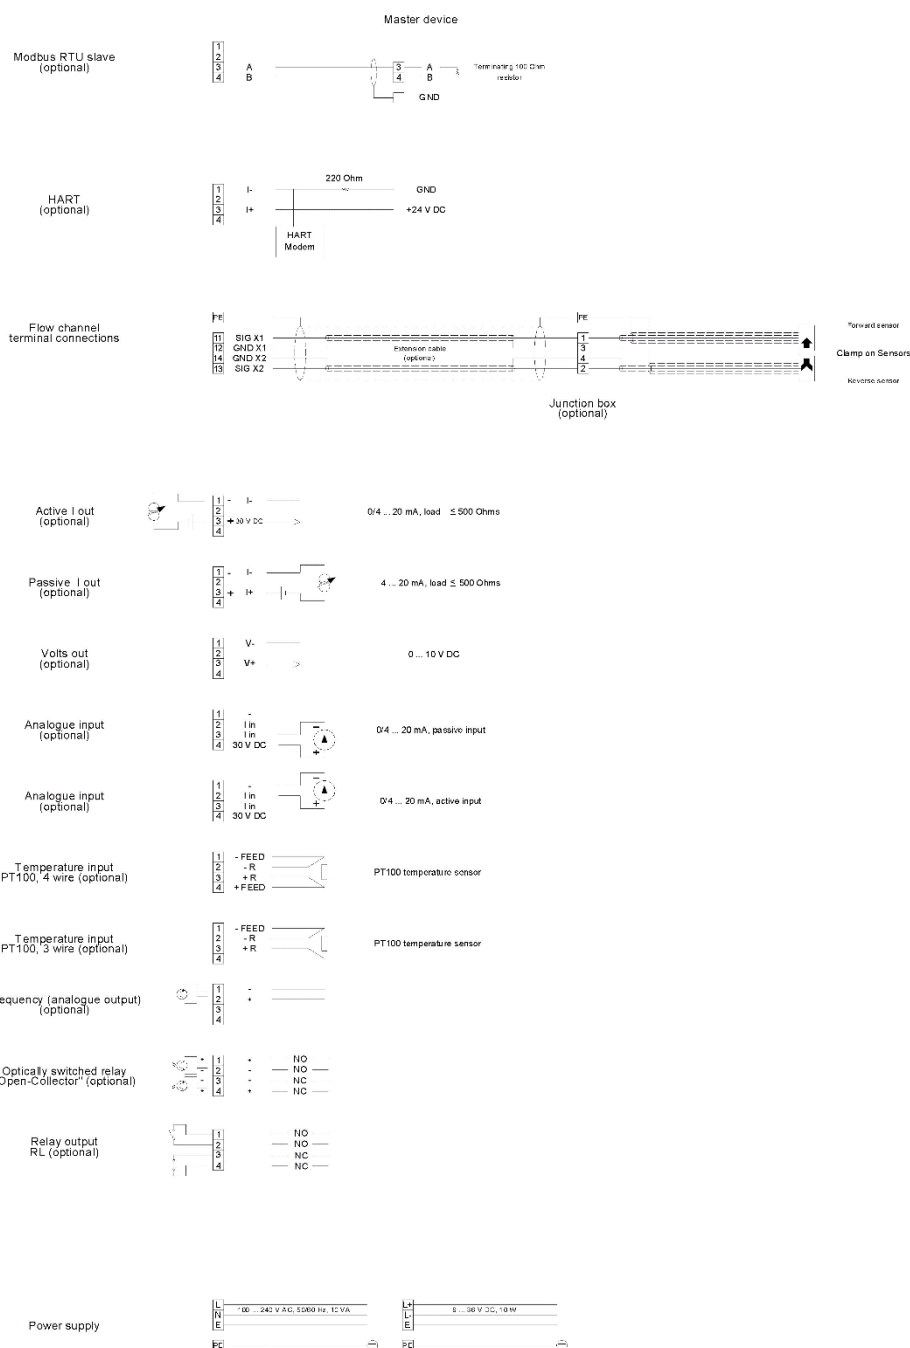 Master device
Modbus RTU slave
(optional)
1
2
3 A
4 B
3 A
4 B
Terminating 100 Ohm
resistor
GND
HART
(optional)
1 I-
2
3 I+
4
220 Ohm
GND
+24 V DC
HART
Modem
Flow channel
terminal connections
PE
11 SIG X1
12 GND X1
14 GND X2
13 SIG X2
Extension cable
(optional)
PE
1
3
4
2
Forward sensor
Clamp on Sensors
Reverse sensor
Junction box
(optional)
Active I out
(optional)
1 - I-
2
3 + 30 V DC
4
0/4 ... 20 mA, load ≤ 500 Ohms
Passive I out
(optional)
1 - I-
2
3 + I+
4
4 ... 20 mA, load ≤ 500 Ohms
Volts out
(optional)
1 V-
2
3 V+
4
0 ... 10 V DC
Analogue input
(optional)
1 -
2 I in
3 I in
4 30 V DC
-
+
0/4 ... 20 mA, passive input
Analogue input
(optional)
1 -
2 I in
3 I in
4 30 V DC
-
+
0/4 ... 20 mA, active input
Temperature input
PT100, 4 wire (optional)
1 - FEED
2 - R
3 + R
4 + FEED
PT100 temperature sensor
Temperature input
PT100, 3 wire (optional)
1 - FEED
2 - R
3 + R
4
PT100 temperature sensor
equency (analogue output)
(optional)
1 -
2 +
3
4
Optically switched relay
Open-Collector" (optional)
+ 1 + NO
- 2 - NO
- 3 - NC
+ 4 + NC
Relay output
RL (optional)
1 NO
2 NO
3 NC
4 NC
Power supply
L
N
E
100 ... 240 V AC, 50/60 Hz, 10 VA
PE
L+
L-
E
9 ... 36 V DC, 10 W
PE